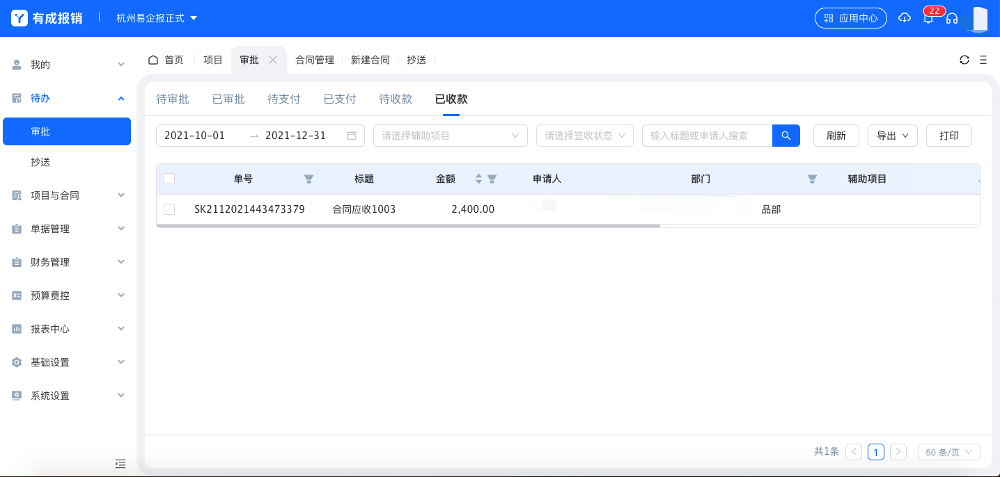 有成报销 杭州易企报正式 应用中心 22
首页 项目 审批 合同管理 新建合同 抄送
我的
待办
审批
抄送
项目与合同
单据管理
财务管理
预算费控
报表中心
基础设置
系统设置
待审批 已审批 待支付 已支付 待收款 已收款
2021-10-01 → 2021-12-31 请选择辅助项目 请选择签收状态 输入标题或申请人搜索 刷新 导出 打印
单号 标题 金额 申请人 部门 辅助项目
SK2112021443473379 合同应收1003 2,400.00 品部
共1条 1 50 条/页